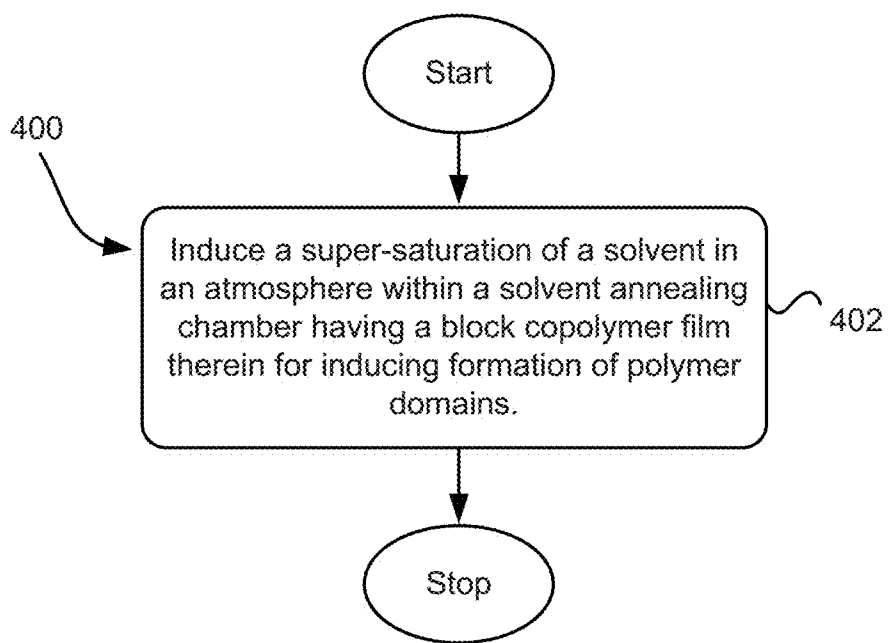 Start
400
Induce a super-saturation of a solvent in
an atmosphere within a solvent annealing
chamber having a block copolymer film
therein for inducing formation of polymer
domains.
402
Stop